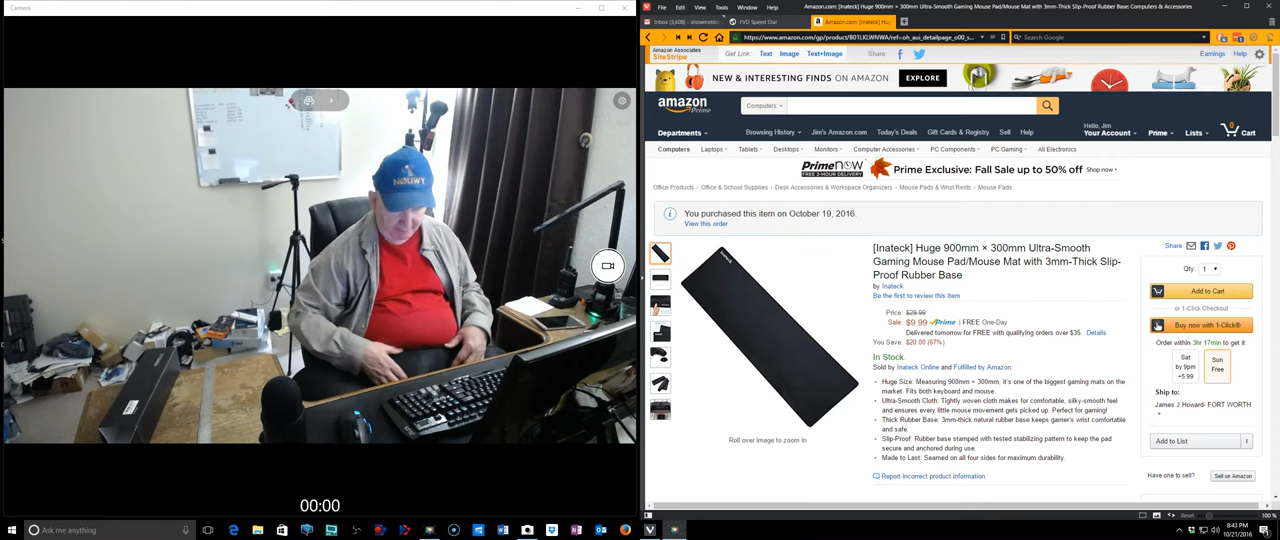 Camera
Amazon.com: [Inateck] Huge 900mm × 300mm Ultra-Smooth Gaming Mouse Pad/Mouse Mat with 3mm-Thick Slip-Proof Rubber Base: Computers & Accessories
File Edit View Tools Window Help
Inbox (3,608) - showmeblo
FVD Speed Dial
Amazon.com: [Inateck] Hu
https://www.amazon.com/gp/product/B01LKLWNWA/ref=oh_aui_detailpage_o00_s...
Search Google
Amazon Associates
SiteStripe
Get Link: Text Image Text+Image
Share:
Earnings Help
NEW & INTERESTING FINDS ON AMAZON EXPLORE
amazon Prime
Computers
Hello, Jim
0
Departments
Browsing History Jim's Amazon.com Today's Deals Gift Cards & Registry Sell Help
Your Account Prime Lists Cart
Computers Laptops Tablets Desktops Monitors Computer Accessories PC Components PC Gaming All Electronics
Prime now
FREE 2-HOUR DELIVERY
Prime Exclusive: Fall Sale up to 50% off Shop now
Office Products › Office & School Supplies › Desk Accessories & Workspace Organizers › Mouse Pads & Wrist Rests › Mouse Pads
You purchased this item on October 19, 2016.
View this order
[Inateck] Huge 900mm × 300mm Ultra-Smooth
Gaming Mouse Pad/Mouse Mat with 3mm-Thick Slip-
Proof Rubber Base
by Inateck
Be the first to review this item
Price: $29.99
Sale: $9.99 Prime | FREE One-Day
Delivered tomorrow for FREE with qualifying orders over $35. Details
You Save: $20.00 (67%)
In Stock.
Sold by Inateck Online and Fulfilled by Amazon
Huge Size: Measuring 900mm × 300mm, it's one of the biggest gaming mats on the
market. Fits both keyboard and mouse.
Ultra-Smooth Cloth: Tightly woven cloth makes for comfortable, silky-smooth feel
and ensures every little mouse movement gets picked up. Perfect for gaming!
Thick Rubber Base: 3mm-thick natural rubber base keeps gamer's wrist comfortable
and safe.
Slip-Proof: Rubber base stamped with tested stabilizing pattern to keep the pad
secure and anchored during use.
Made to Last: Seamed on all four sides for maximum durability.
Report incorrect product information.
Roll over image to zoom in
Share
Qty: 1
Add to Cart
or 1-Click Checkout
Buy now with 1-Click®
Order within 3hr 17min to get it:
Sat
by 9pm
+5.99
Sun
Free
Ship to:
James J Howard- FORT WORTH
Add to List
Have one to sell? Sell on Amazon
NØUWY
00:00
Reset 100 %
Ask me anything
8:43 PM
10/21/2016